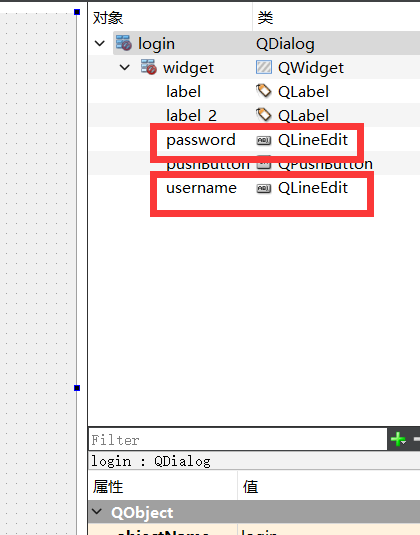 对象 类
login QDialog
widget QWidget
label QLabel
label_2 QLabel
password QLineEdit
pushButton QPushButton
username QLineEdit
Filter
login : QDialog
属性 值
QObject
objectName login